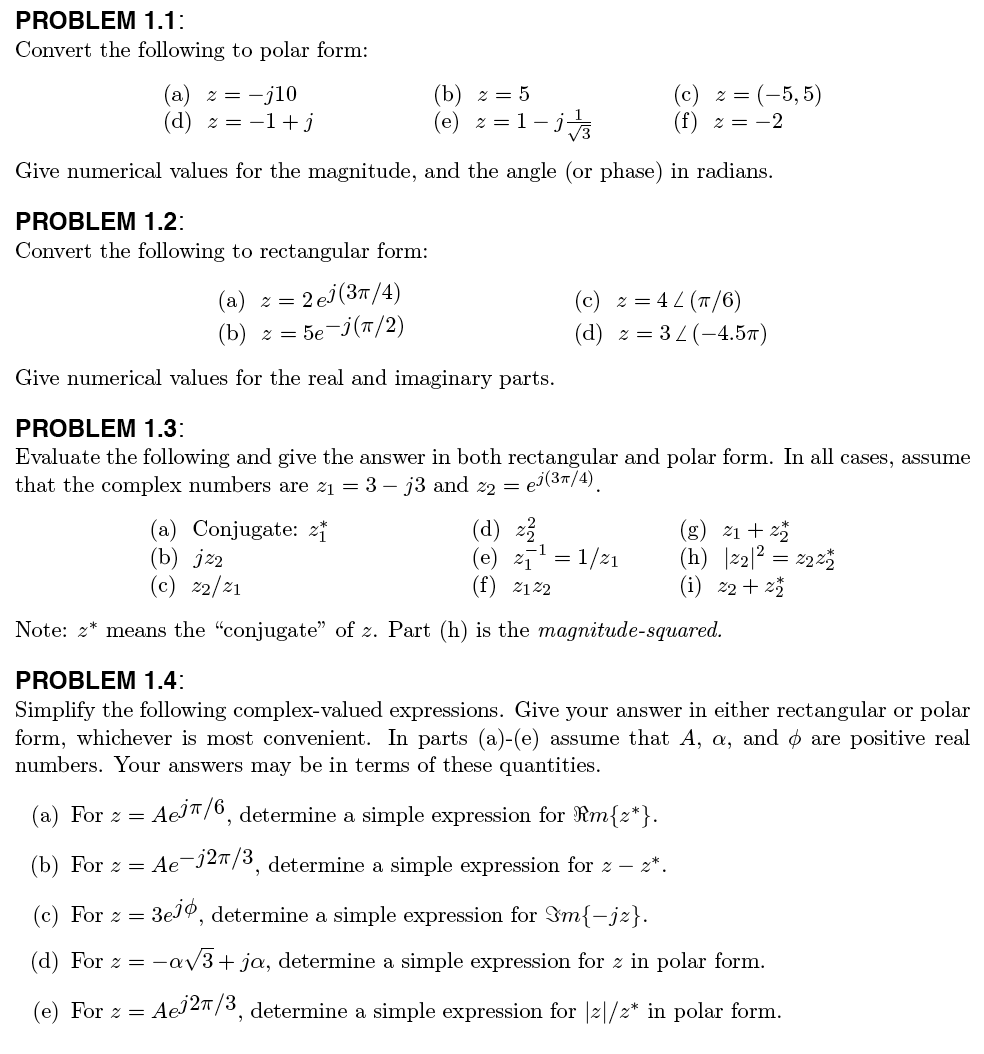 PROBLEM 1.1:
Convert the following to polar form:
(a) z = −j10 (b) z = 5 (c) z = (−5, 5)
(d) z = −1 + j (e) z = 1 − j 1/√3 (f) z = −2
Give numerical values for the magnitude, and the angle (or phase) in radians.
PROBLEM 1.2:
Convert the following to rectangular form:
(a) z = 2 e^j(3π/4) (c) z = 4 ∠ (π/6)
(b) z = 5e^−j(π/2) (d) z = 3 ∠ (−4.5π)
Give numerical values for the real and imaginary parts.
PROBLEM 1.3:
Evaluate the following and give the answer in both rectangular and polar form. In all cases, assume
that the complex numbers are z₁ = 3 − j3 and z₂ = e^j(3π/4).
(a) Conjugate: z₁* (d) z₂² (g) z₁ + z₂*
(b) jz₂ (e) z₁⁻¹ = 1/z₁ (h) |z₂|² = z₂z₂*
(c) z₂/z₁ (f) z₁z₂ (i) z₂ + z₂*
Note: z* means the “conjugate” of z. Part (h) is the magnitude-squared.
PROBLEM 1.4:
Simplify the following complex-valued expressions. Give your answer in either rectangular or polar
form, whichever is most convenient. In parts (a)-(e) assume that A, α, and φ are positive real
numbers. Your answers may be in terms of these quantities.
(a) For z = Ae^jπ/6, determine a simple expression for ℜm{z*}.
(b) For z = Ae^−j2π/3, determine a simple expression for z − z*.
(c) For z = 3e^jφ, determine a simple expression for ℑm{−jz}.
(d) For z = −α√3 + jα, determine a simple expression for z in polar form.
(e) For z = Ae^j2π/3, determine a simple expression for |z|/z* in polar form.